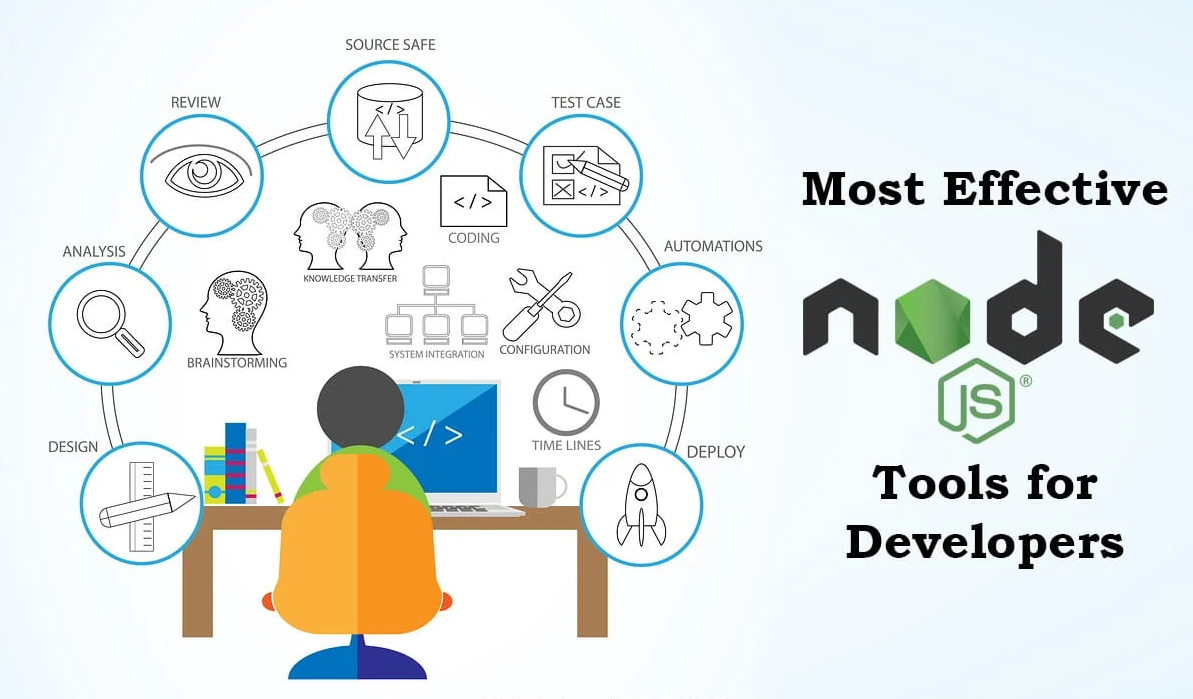 SOURCE SAFE
REVIEW
TEST CASE
</>
</>
</>
CODING
ANALYSIS
KNOWLEDGE TRANSFER
AUTOMATIONS
BRAINSTORMING
SYSTEM INTEGRATION
CONFIGURATION
DESIGN
</>
TIME LINES
DEPLOY
Most Effective
node
JS®
Tools for
Developers